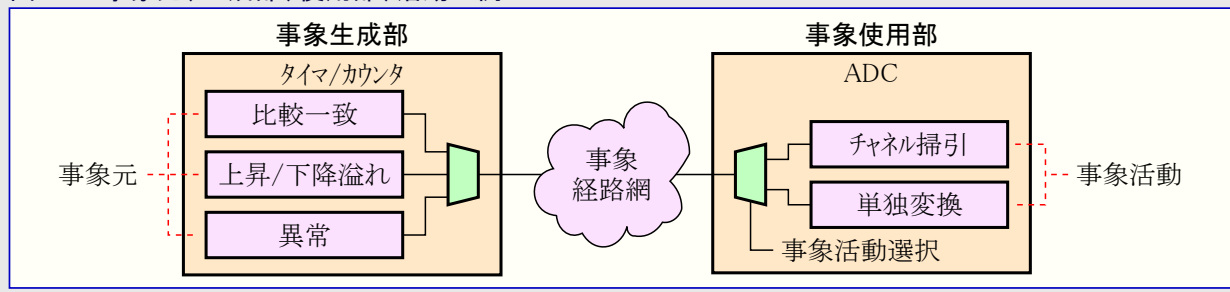 事象生成部
事象使用部
タイマ/カウンタ
ADC
比較一致
上昇/下降溢れ
異常
事象元
事象
経路網
チャネル掃引
単独変換
事象活動
事象活動選択